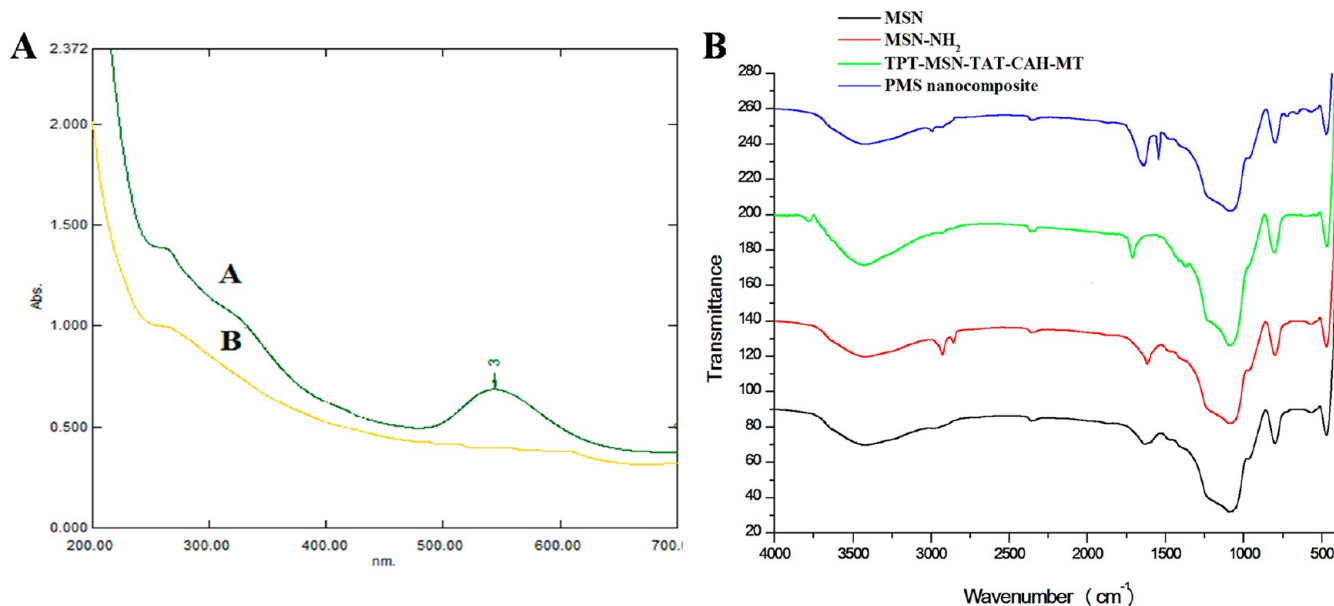 A
2.372
2.000
1.500
1.000
0.500
0.000
Abs.
A
B
3
200.00 300.00 400.00 500.00 600.00 700.
nm.
B
MSN
MSN-NH₂
TPT-MSN-TAT-CAH-MT
PMS nanocomposite
280
260
240
220
200
180
160
140
120
100
80
60
40
20
Transmittance
4000 3500 3000 2500 2000 1500 1000 500
Wavenumber ( cm⁻¹)